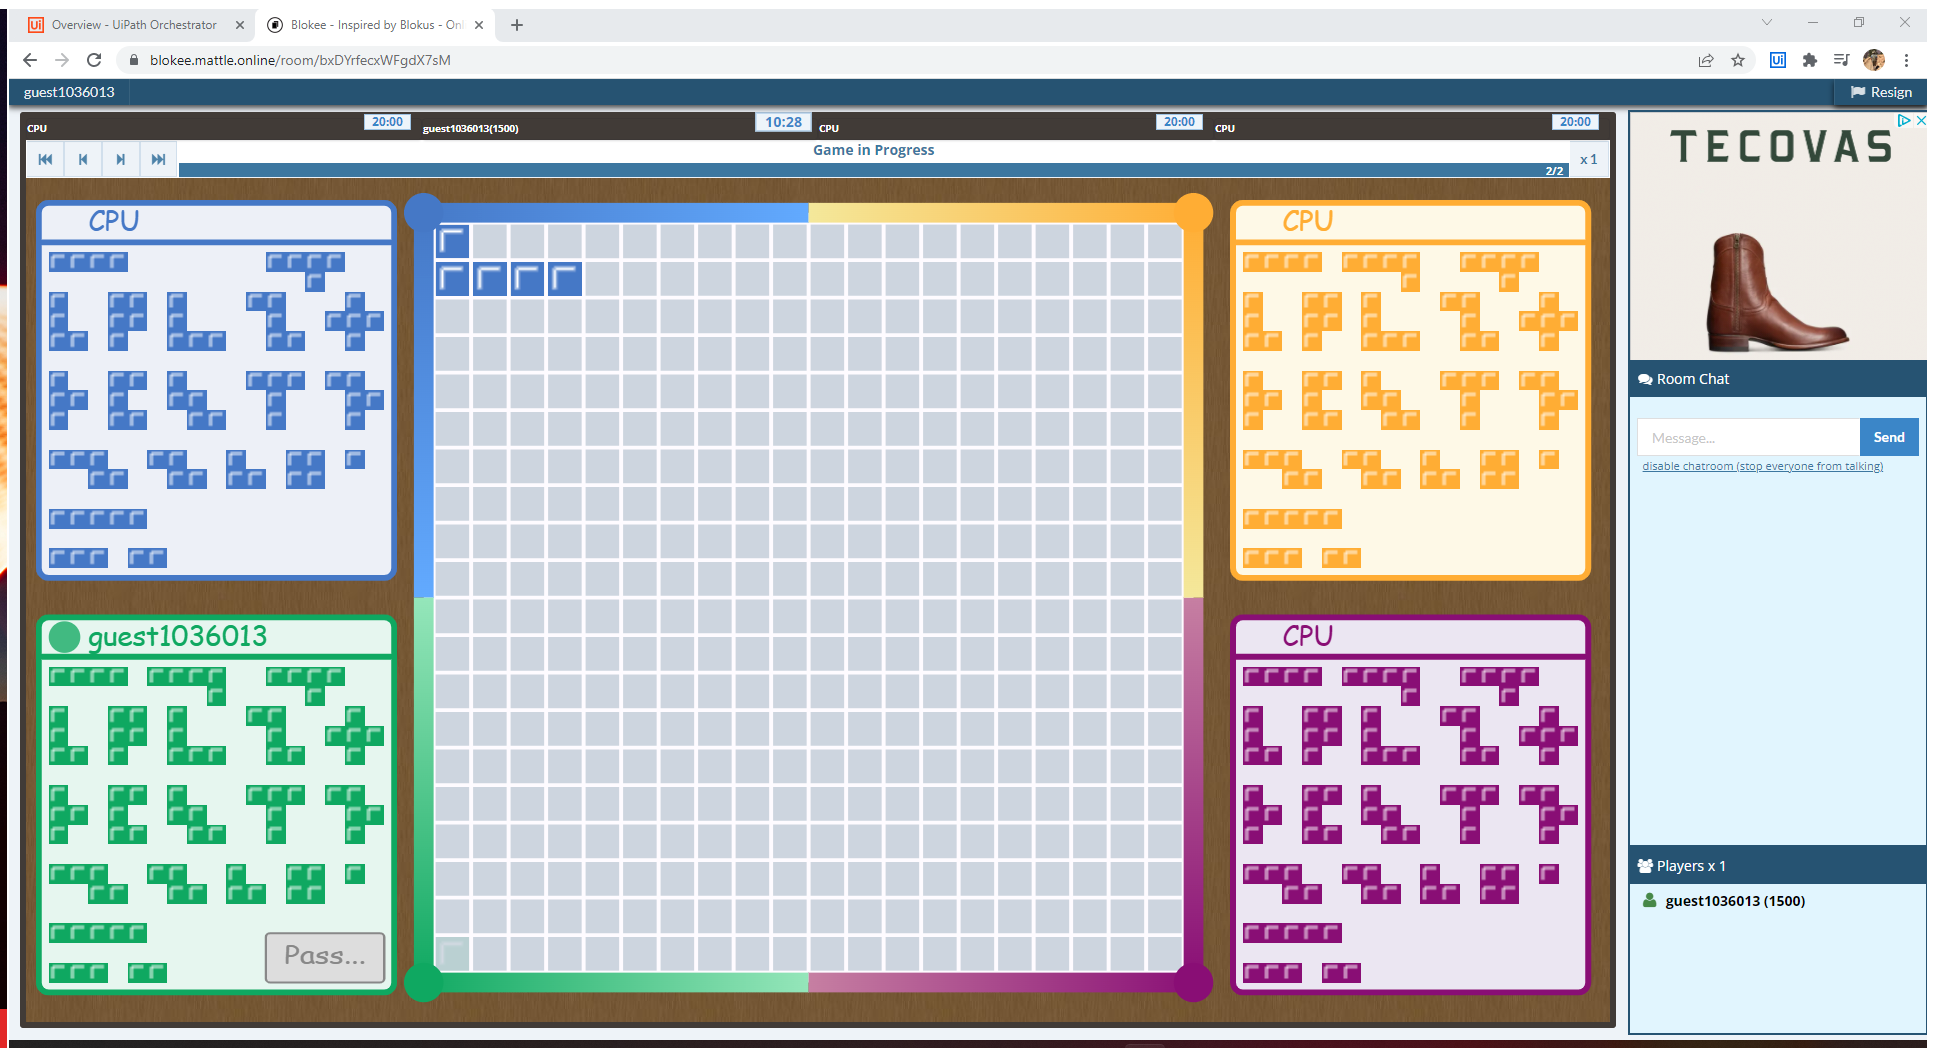 Overview - UiPath Orchestrator
Blokee - Inspired by Blokus - Onl
blokee.mattle.online/room/bxDYrfecxWFgdX7sM
guest1036013
Resign
CPU 20:00
guest1036013(1500) 10:28
CPU 20:00
CPU 20:00
Game in Progress
2/2
x 1
CPU
CPU
guest1036013
CPU
Pass...
TECOVAS
Room Chat
Message...
Send
disable chatroom (stop everyone from talking)
Players x 1
guest1036013 (1500)